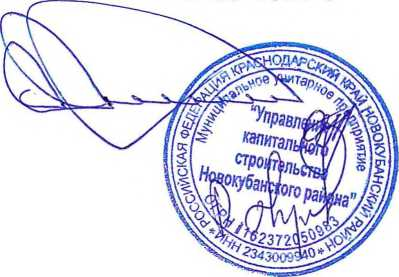 * РОССИЙСКАЯ ФЕДЕРАЦИЯ КРАСНОДАРСКИЙ КРАЙ НОВОКУБАНСКИЙ РАЙОН * ИНН 2343009940
Муниципальное унитарное предприятие
"Управление
капитального
строительства
Новокубанского района"
1162372050983